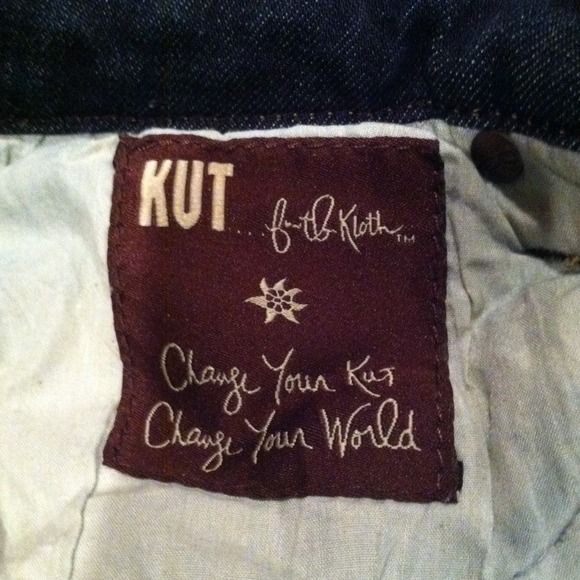 KUT.... from the Kloth™
Change Your Kut
Change Your World